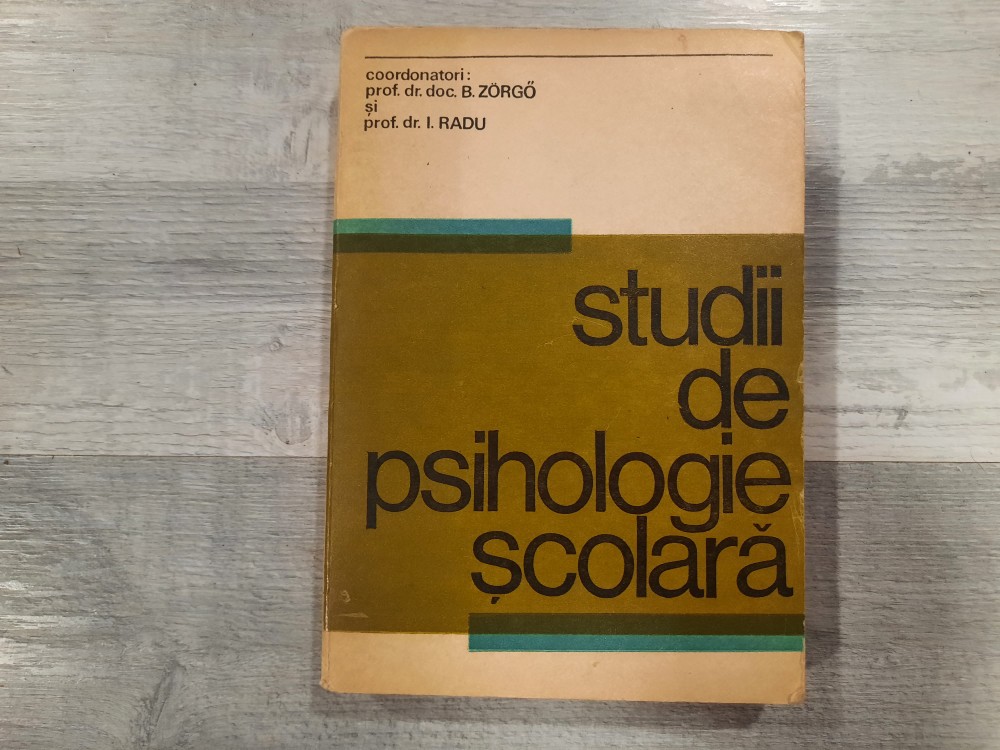 coordonatori:
prof. dr. doc. B. ZÖRGŐ
și
prof. dr. I. RADU
studii
de
psihologie
școlară